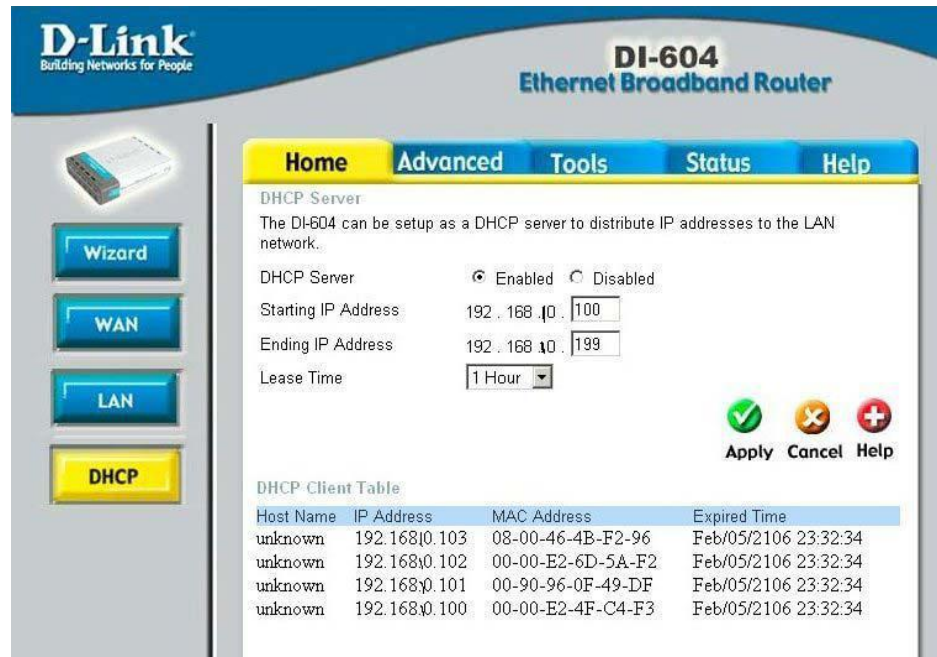 D-Link
Building Networks for People
DI-604
Ethernet Broadband Router
Home Advanced Tools Status Help
Wizard
WAN
LAN
DHCP
DHCP Server
The DI-604 can be setup as a DHCP server to distribute IP addresses to the LAN
network.
DHCP Server Enabled Disabled
Starting IP Address 192 . 168 .0 . 100
Ending IP Address 192 . 168 .0 . 199
Lease Time 1 Hour
Apply Cancel Help
DHCP Client Table
Host Name IP Address MAC Address Expired Time
unknown 192.168.0.103 08-00-46-4B-F2-96 Feb/05/2106 23:32:34
unknown 192.168.0.102 00-00-E2-6D-5A-F2 Feb/05/2106 23:32:34
unknown 192.168.0.101 00-90-96-0F-49-DF Feb/05/2106 23:32:34
unknown 192.168.0.100 00-00-E2-4F-C4-F3 Feb/05/2106 23:32:34